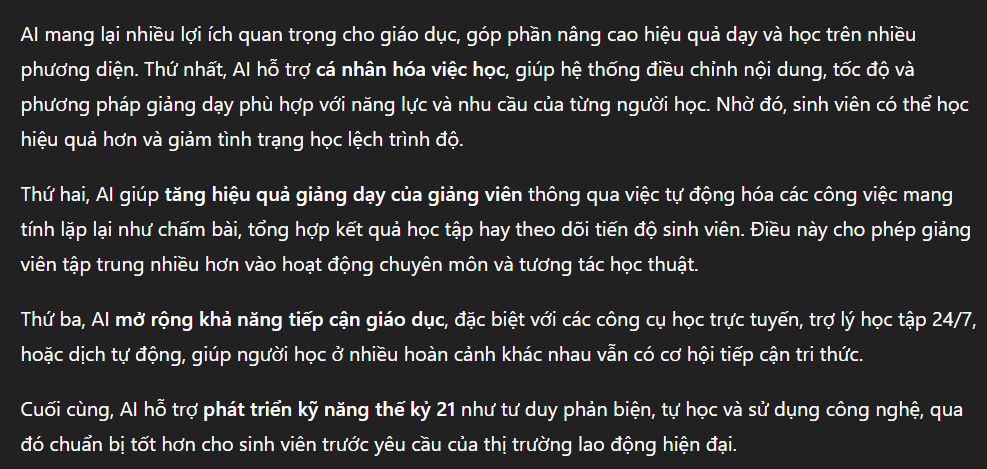 AI mang lại nhiều lợi ích quan trọng cho giáo dục, góp phần nâng cao hiệu quả dạy và học trên nhiều
phương diện. Thứ nhất, AI hỗ trợ cá nhân hóa việc học, giúp hệ thống điều chỉnh nội dung, tốc độ và
phương pháp giảng dạy phù hợp với năng lực và nhu cầu của từng người học. Nhờ đó, sinh viên có thể học
hiệu quả hơn và giảm tình trạng học lệch trình độ.
Thứ hai, AI giúp tăng hiệu quả giảng dạy của giảng viên thông qua việc tự động hóa các công việc mang
tính lặp lại như chấm bài, tổng hợp kết quả học tập hay theo dõi tiến độ sinh viên. Điều này cho phép giảng
viên tập trung nhiều hơn vào hoạt động chuyên môn và tương tác học thuật.
Thứ ba, AI mở rộng khả năng tiếp cận giáo dục, đặc biệt với các công cụ học trực tuyến, trợ lý học tập 24/7,
hoặc dịch tự động, giúp người học ở nhiều hoàn cảnh khác nhau vẫn có cơ hội tiếp cận tri thức.
Cuối cùng, AI hỗ trợ phát triển kỹ năng thế kỷ 21 như tư duy phản biện, tự học và sử dụng công nghệ, qua
đó chuẩn bị tốt hơn cho sinh viên trước yêu cầu của thị trường lao động hiện đại.